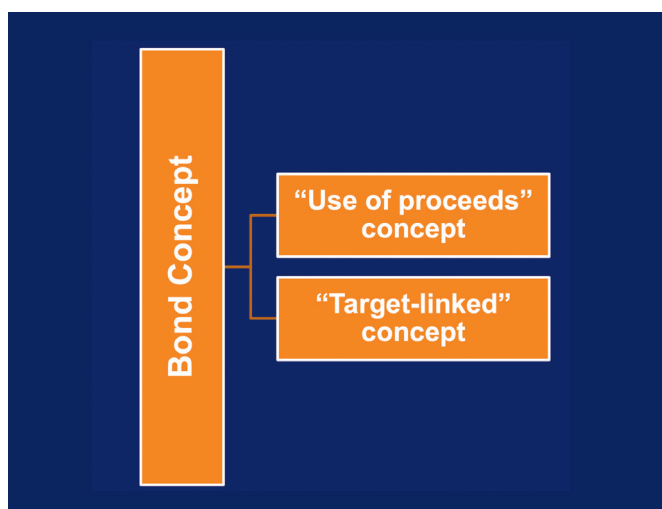 Bond Concept
“Use of proceeds”
concept
“Target-linked”
concept